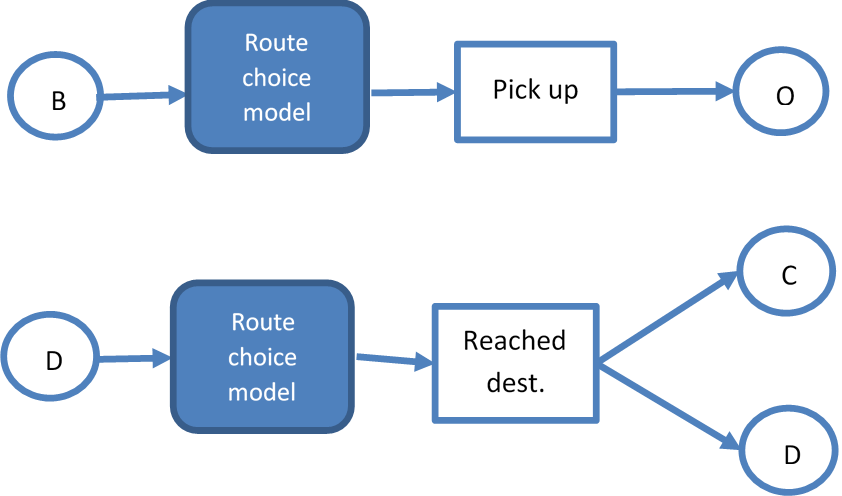 B
Route
choice
model
Pick up
O
D
Route
choice
model
Reached
dest.
C
D